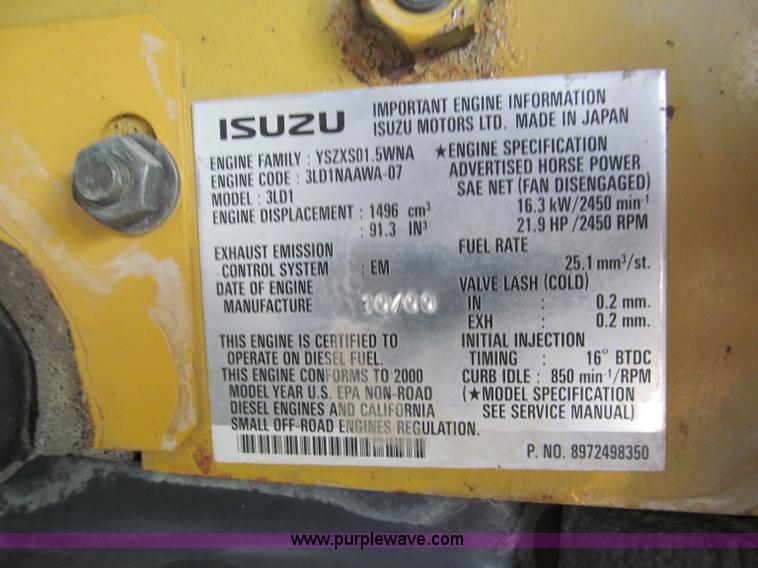 ISUZU
IMPORTANT ENGINE INFORMATION
ISUZU MOTORS LTD. MADE IN JAPAN
ENGINE FAMILY : YSZXS01.5WNA
ENGINE CODE : 3LD1NAAWA-07
MODEL : 3LD1
ENGINE DISPLACEMENT : 1496 cm³
: 91.3 IN³
EXHAUST EMISSION
CONTROL SYSTEM : EM
DATE OF ENGINE
MANUFACTURE 10/00
THIS ENGINE IS CERTIFIED TO
OPERATE ON DIESEL FUEL.
THIS ENGINE CONFORMS TO 2000
MODEL YEAR U.S. EPA NON-ROAD
DIESEL ENGINES AND CALIFORNIA
SMALL OFF-ROAD ENGINES REGULATION.
★ENGINE SPECIFICATION
ADVERTISED HORSE POWER
SAE NET (FAN DISENGAGED)
16.3 kW/2450 min⁻¹
21.9 HP/2450 RPM
FUEL RATE
25.1 mm³/st.
VALVE LASH (COLD)
IN : 0.2 mm.
EXH : 0.2 mm.
INITIAL INJECTION
TIMING : 16° BTDC
CURB IDLE : 850 min⁻¹/RPM
(★MODEL SPECIFICATION
SEE SERVICE MANUAL)
P. NO. 8972498350
www.purplewave.com